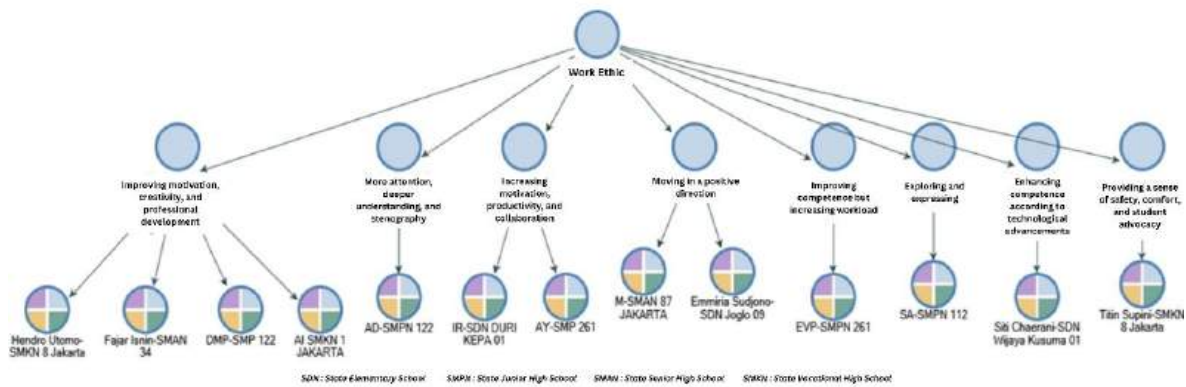 Work Ethic
Improving motivation,
creativity, and
professional
development
More attention,
deeper
understanding, and
stenography
Increasing
motivation,
productivity, and
collaboration
Moving in a positive
direction
Improving
competence but
increasing workload
Exploring and
expressing
Enhancing
competence
according to
technological
advancements
Providing a sense
of safety, comfort,
and student
advocacy
Hendro Utomo-
SMKN 8 Jakarta
Fajar Isnin-SMAN
34
DMP-SMP 122
AI SMKN 1
JAKARTA
AD-SMPN 122
IR-SDN DURI
KEPA 01
AY-SMP 261
M-SMAN 87
JAKARTA
Emmiria Sudjono-
SDN Joglo 09
EVP-SMPN 261
SA-SMPN 112
Siti Chaerani-SDN
Wijaya Kusuma 01
Titin Supini-SMKN
8 Jakarta
SDN : State Elementary School SMPN : State Junior High School SMAN : State Senior High School SMKN : State Vocational High School